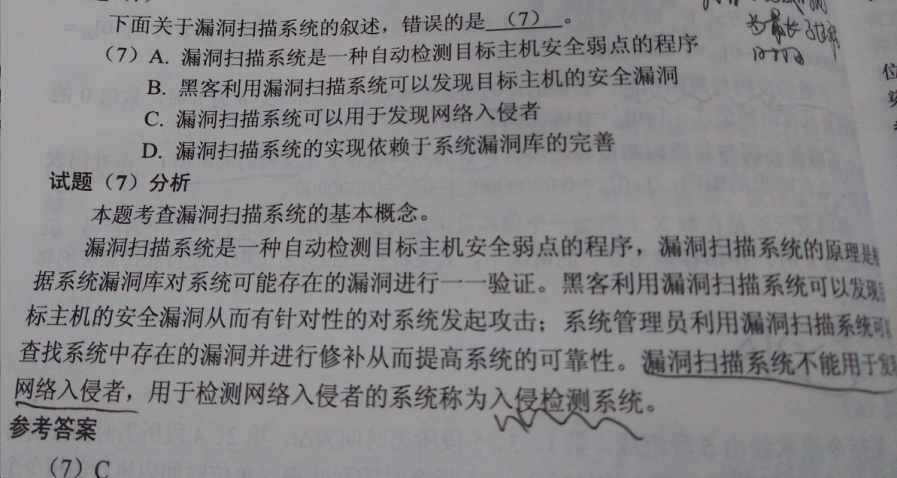 下面关于漏洞扫描系统的叙述，错误的是 （7） 。
（7）A. 漏洞扫描系统是一种自动检测目标主机安全弱点的程序
B. 黑客利用漏洞扫描系统可以发现目标主机的安全漏洞
C. 漏洞扫描系统可以用于发现网络入侵者
D. 漏洞扫描系统的实现依赖于系统漏洞库的完善
试题（7）分析
本题考查漏洞扫描系统的基本概念。
漏洞扫描系统是一种自动检测目标主机安全弱点的程序，漏洞扫描系统的原理是
据系统漏洞库对系统可能存在的漏洞进行一一验证。黑客利用漏洞扫描系统可以发现
标主机的安全漏洞从而有针对性的对系统发起攻击；系统管理员利用漏洞扫描系统可
查找系统中存在的漏洞并进行修补从而提高系统的可靠性。漏洞扫描系统不能用于发
网络入侵者，用于检测网络入侵者的系统称为入侵检测系统。
参考答案
（7）C
位